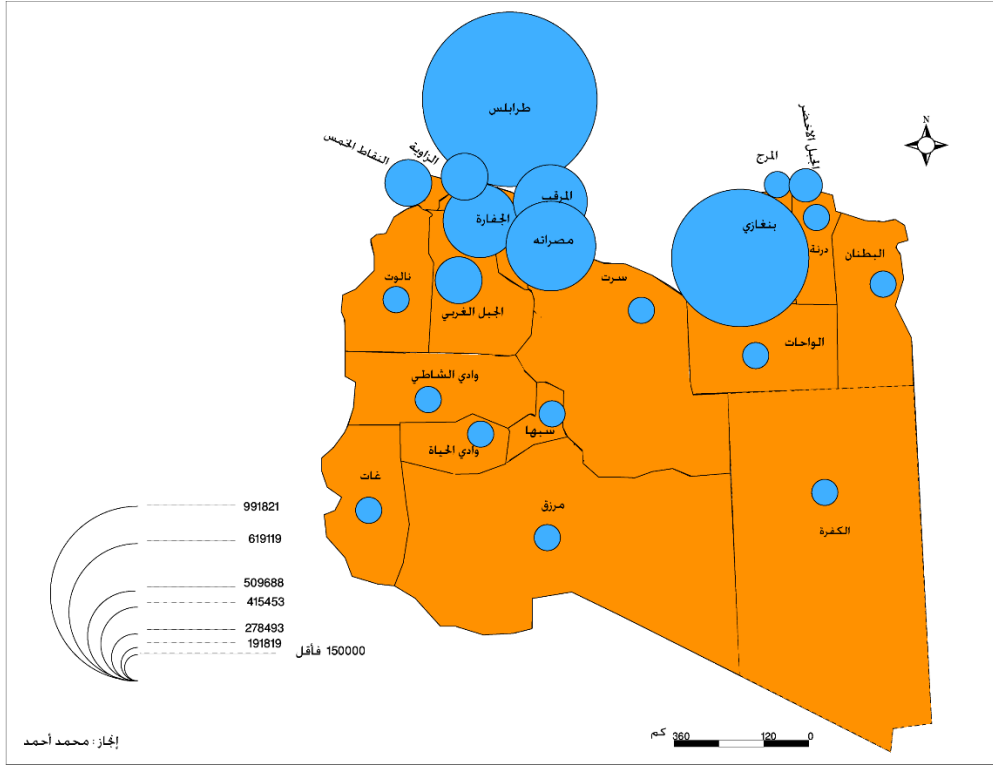 طرابلس
الجبل الاخضر
N
النقاط الخمس
الزاوية
المرج
المرقب
الجفارة
بنغازي
مصراته
درنة
البطنان
نالوت
سرت
الجبل الغربي
الواحات
وادي الشاطي
سبها
وادي الحياة
غات
مرزق
الكفرة
991821
619119
509688
415453
278493
191819
150000 فأقل
إنجاز : محمد أحمد
كم
360 120 0